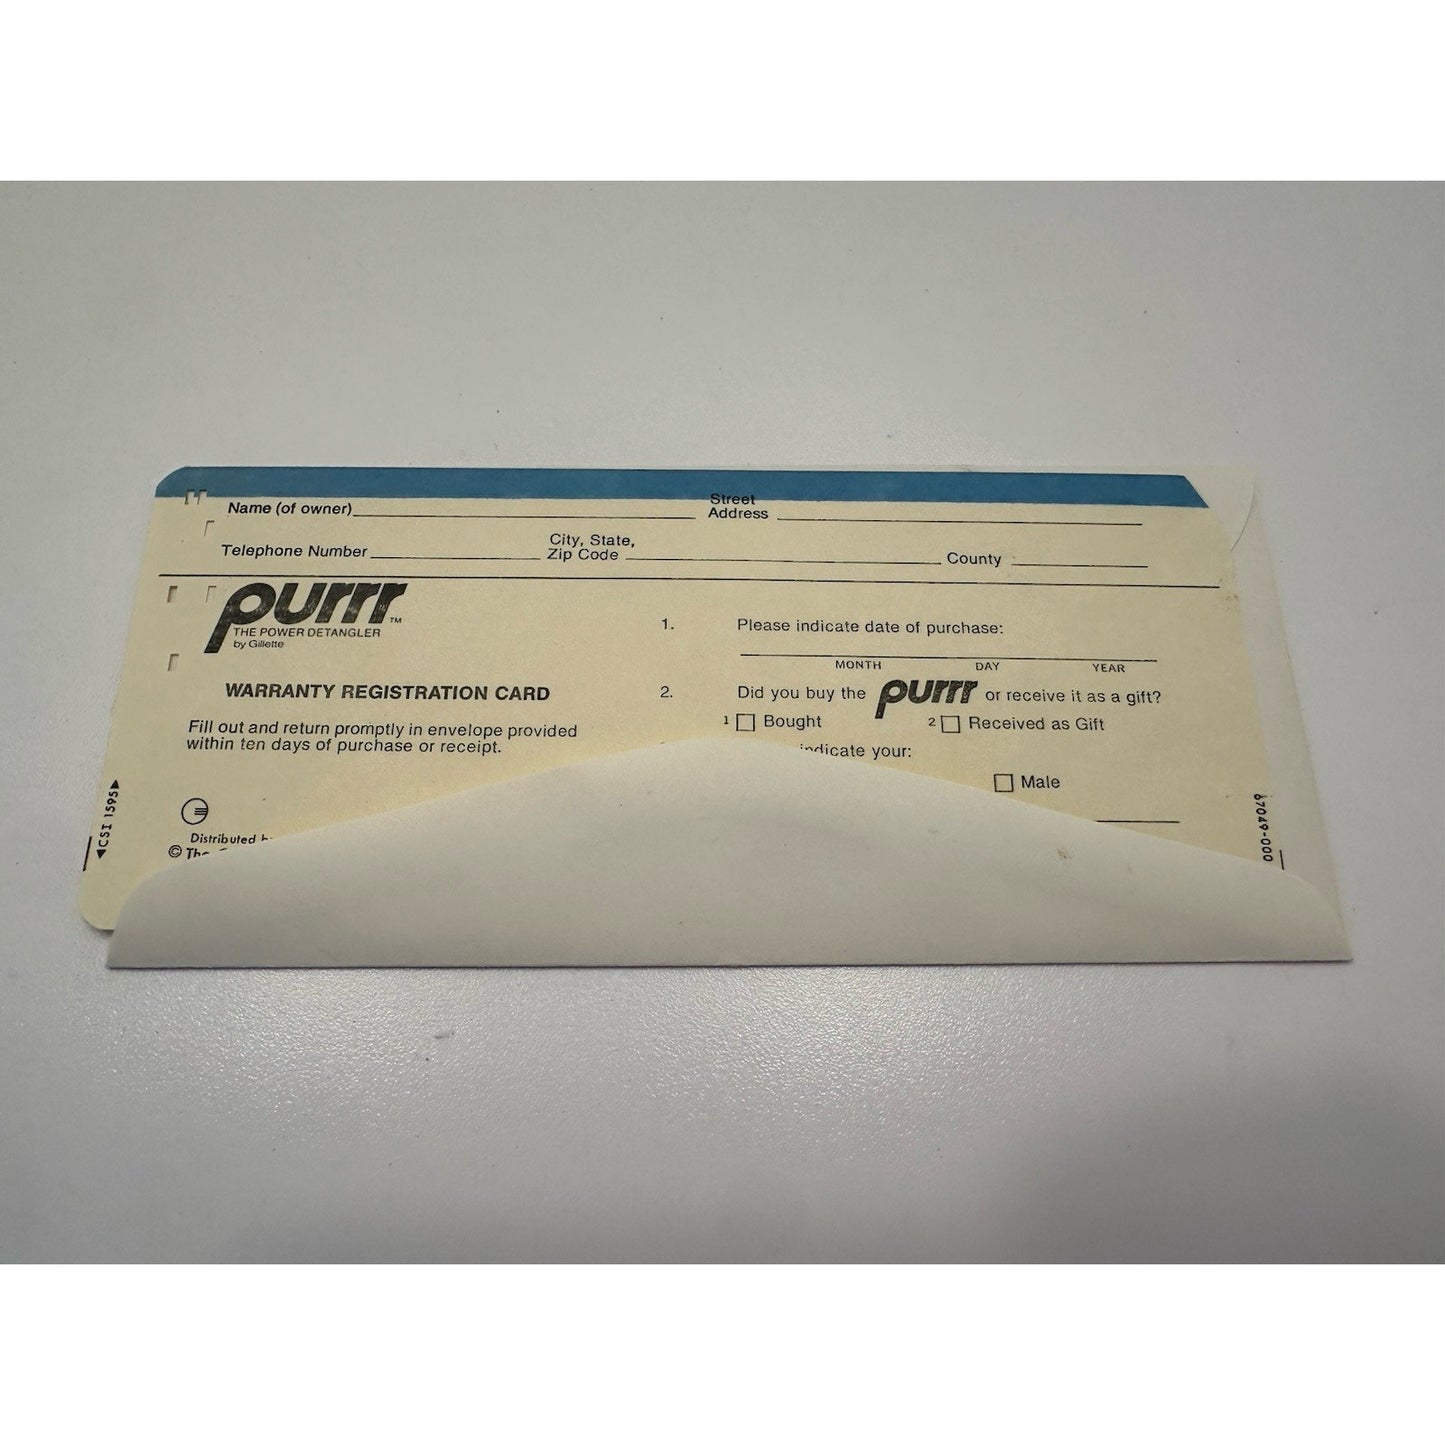 Name (of owner)
Street
Address
Telephone Number
City, State,
Zip Code
County
purrr™
THE POWER DETANGLER
by Gillette
WARRANTY REGISTRATION CARD
Fill out and return promptly in envelope provided
within ten days of purchase or receipt.
Distributed
©
CSI 1595
1. Please indicate date of purchase:
MONTH DAY YEAR
2. Did you buy the purrr or receive it as a gift?
1 Bought 2 Received as Gift
indicate your:
Male
000-64079